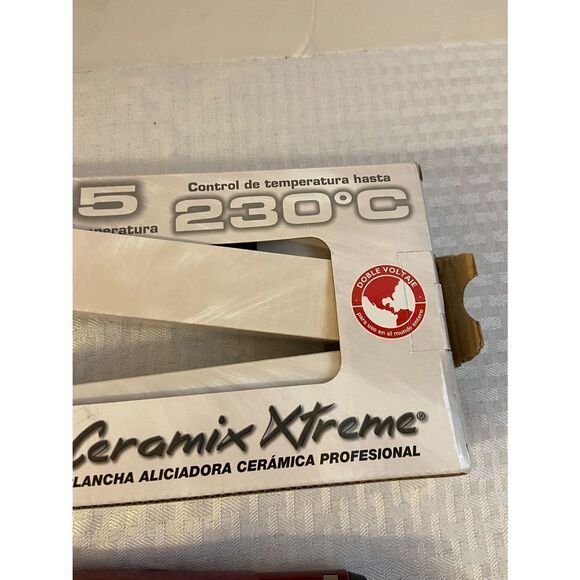 Control de temperatura hasta
5 230°C
DOBLE VOLTAJE
para uso en el mundo entero
Ceramix Xtreme®
PLANCHA ALICIADORA CERÁMICA PROFESIONAL